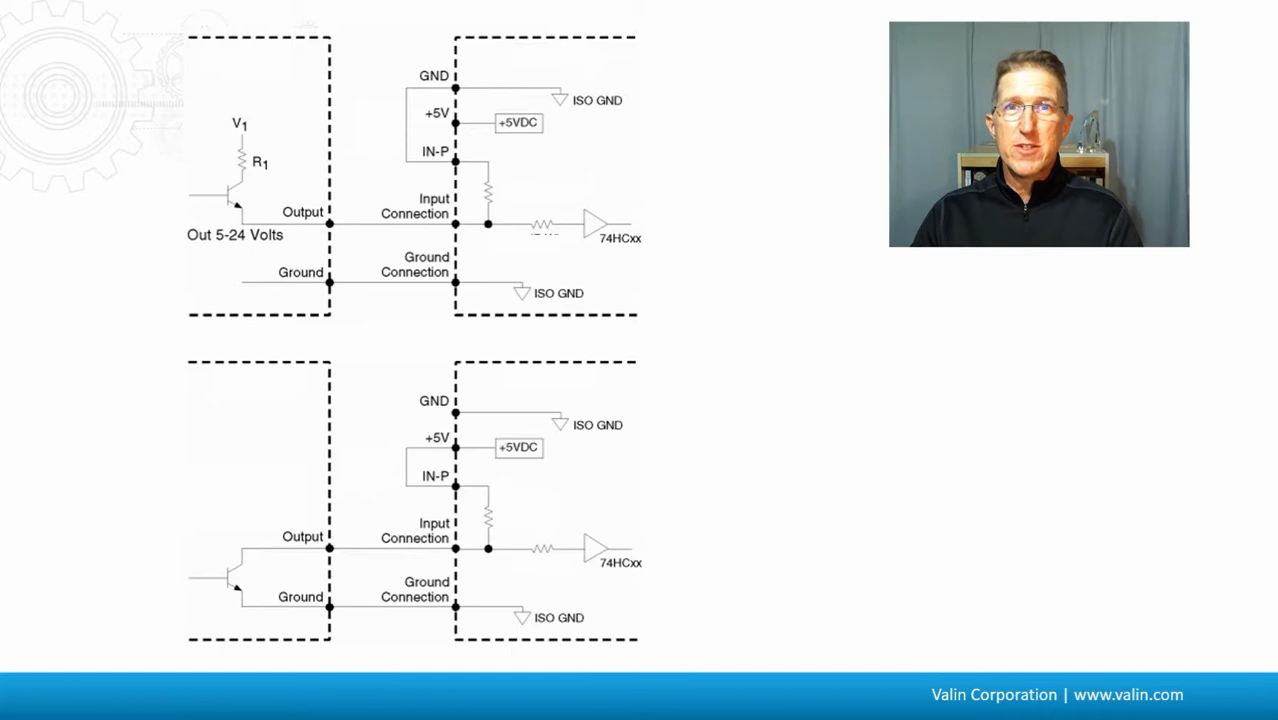 GND
ISO GND
+5V
+5VDC
V1
IN-P
R1
Input
Connection
Output
Out 5-24 Volts
74HCxx
Ground
Connection
Ground
ISO GND
GND
ISO GND
+5V
+5VDC
IN-P
Input
Connection
Output
74HCxx
Ground
Connection
Ground
ISO GND
Valin Corporation | www.valin.com